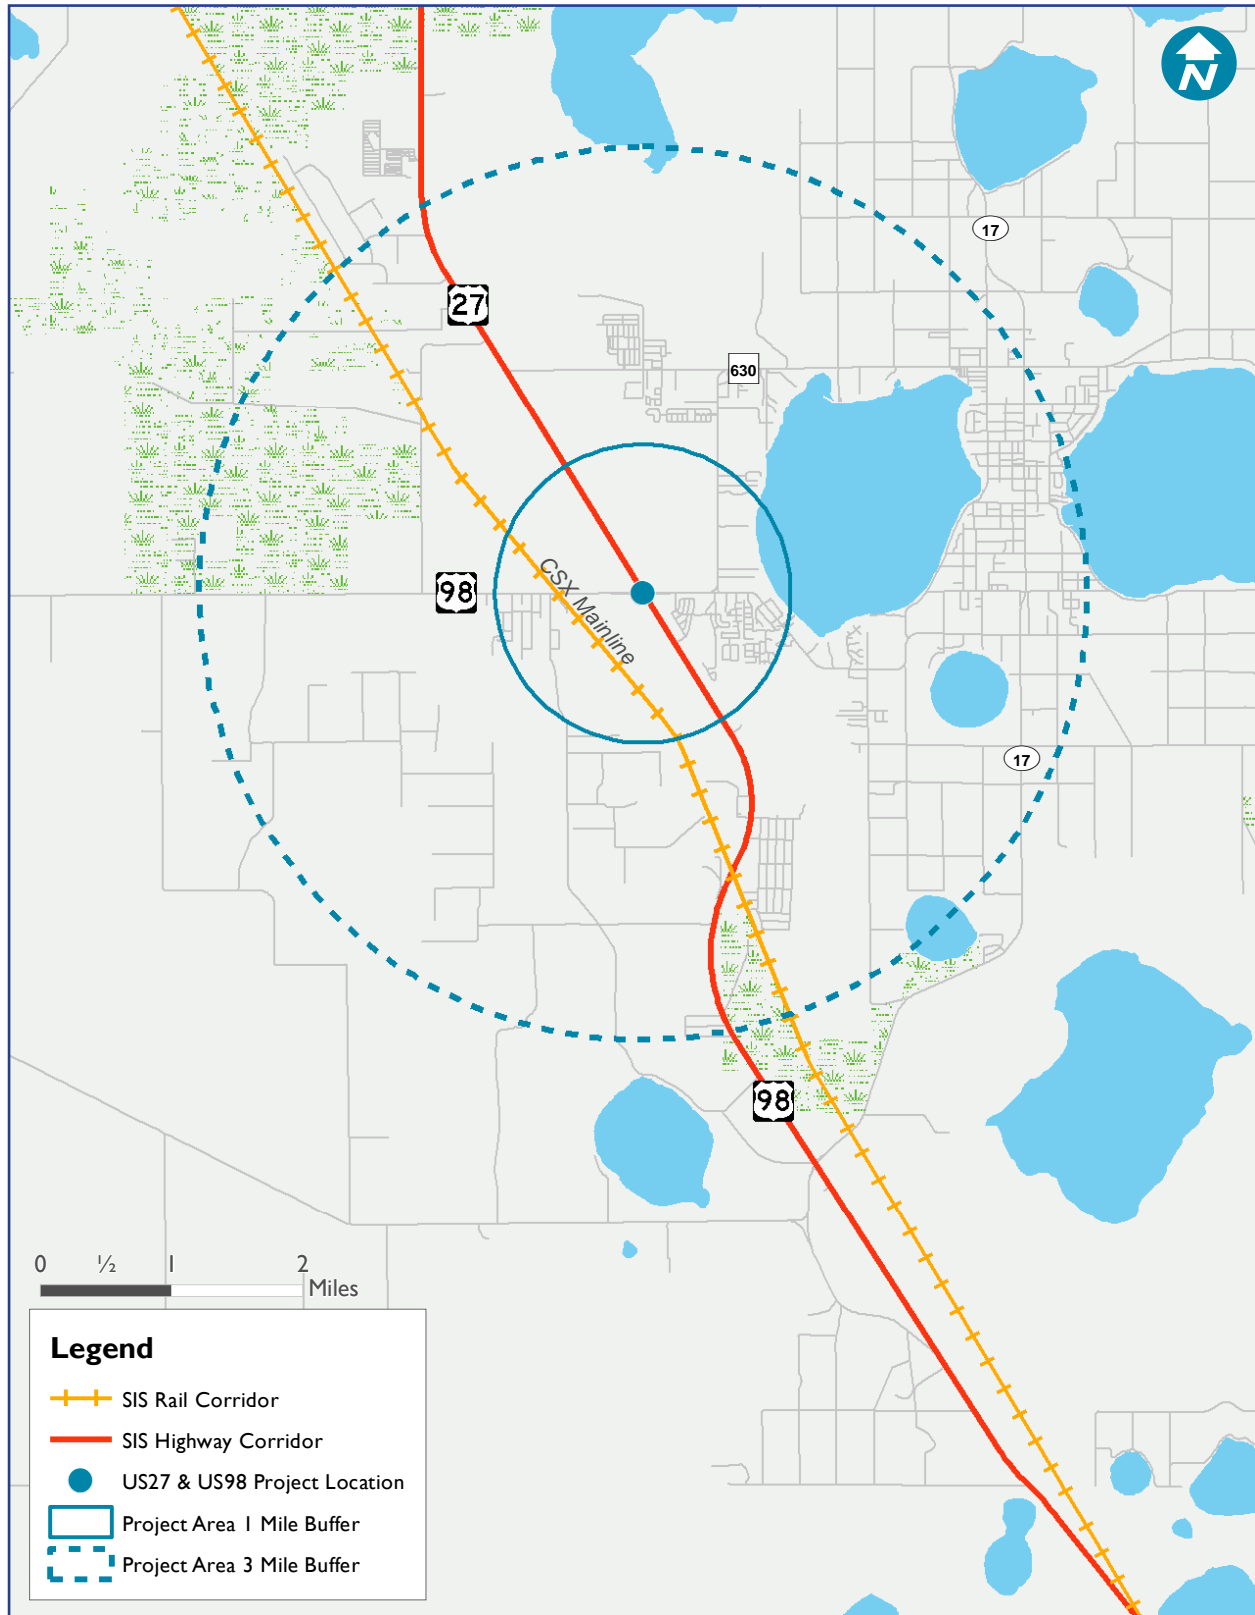 N
17
27
630
98
CSX Mainline
17
98
0 ½ 1 2
Miles
Legend
SIS Rail Corridor
SIS Highway Corridor
US27 & US98 Project Location
Project Area 1 Mile Buffer
Project Area 3 Mile Buffer